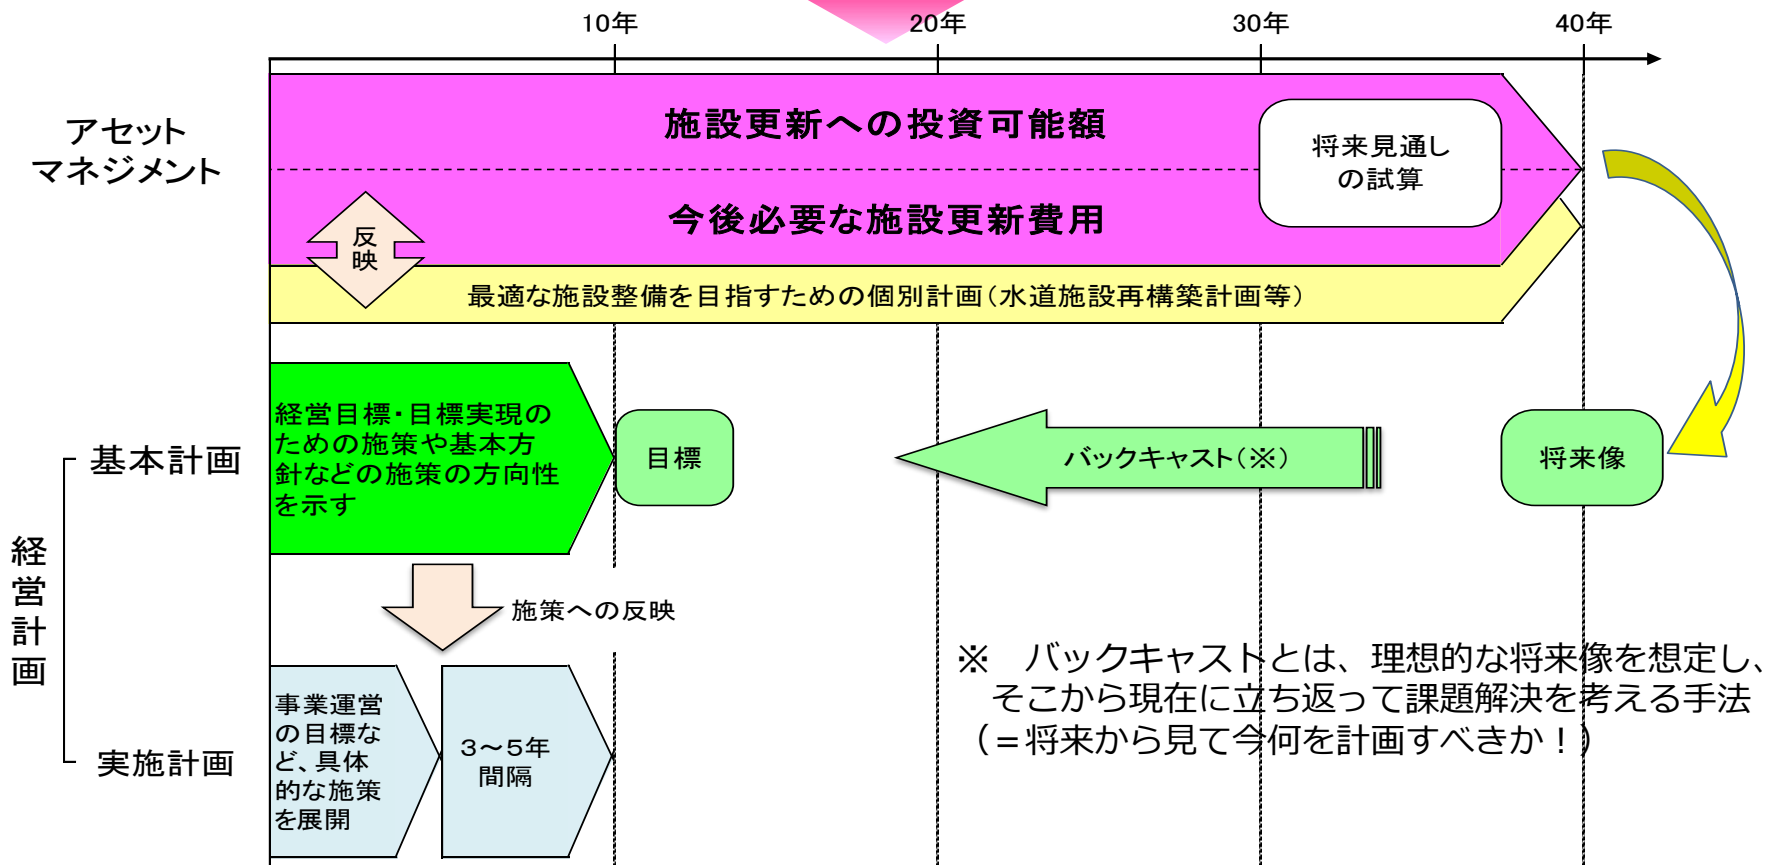 10年
20年
30年
40年
アセット
マネジメント
施設更新への投資可能額
今後必要な施設更新費用
将来見通し
の試算
反
映
最適な施設整備を目指すための個別計画（水道施設再構築計画等）
経営計画
基本計画
経営目標・目標実現の
ための施策や基本方
針などの施策の方向性
を示す
目標
バックキャスト（※）
将来像
施策への反映
実施計画
事業運営
の目標な
ど、具体
的な施策
を展開
３～５年
間隔
※　バックキャストとは、理想的な将来像を想定し、
そこから現在に立ち返って課題解決を考える手法
（＝将来から見て今何を計画すべきか！）